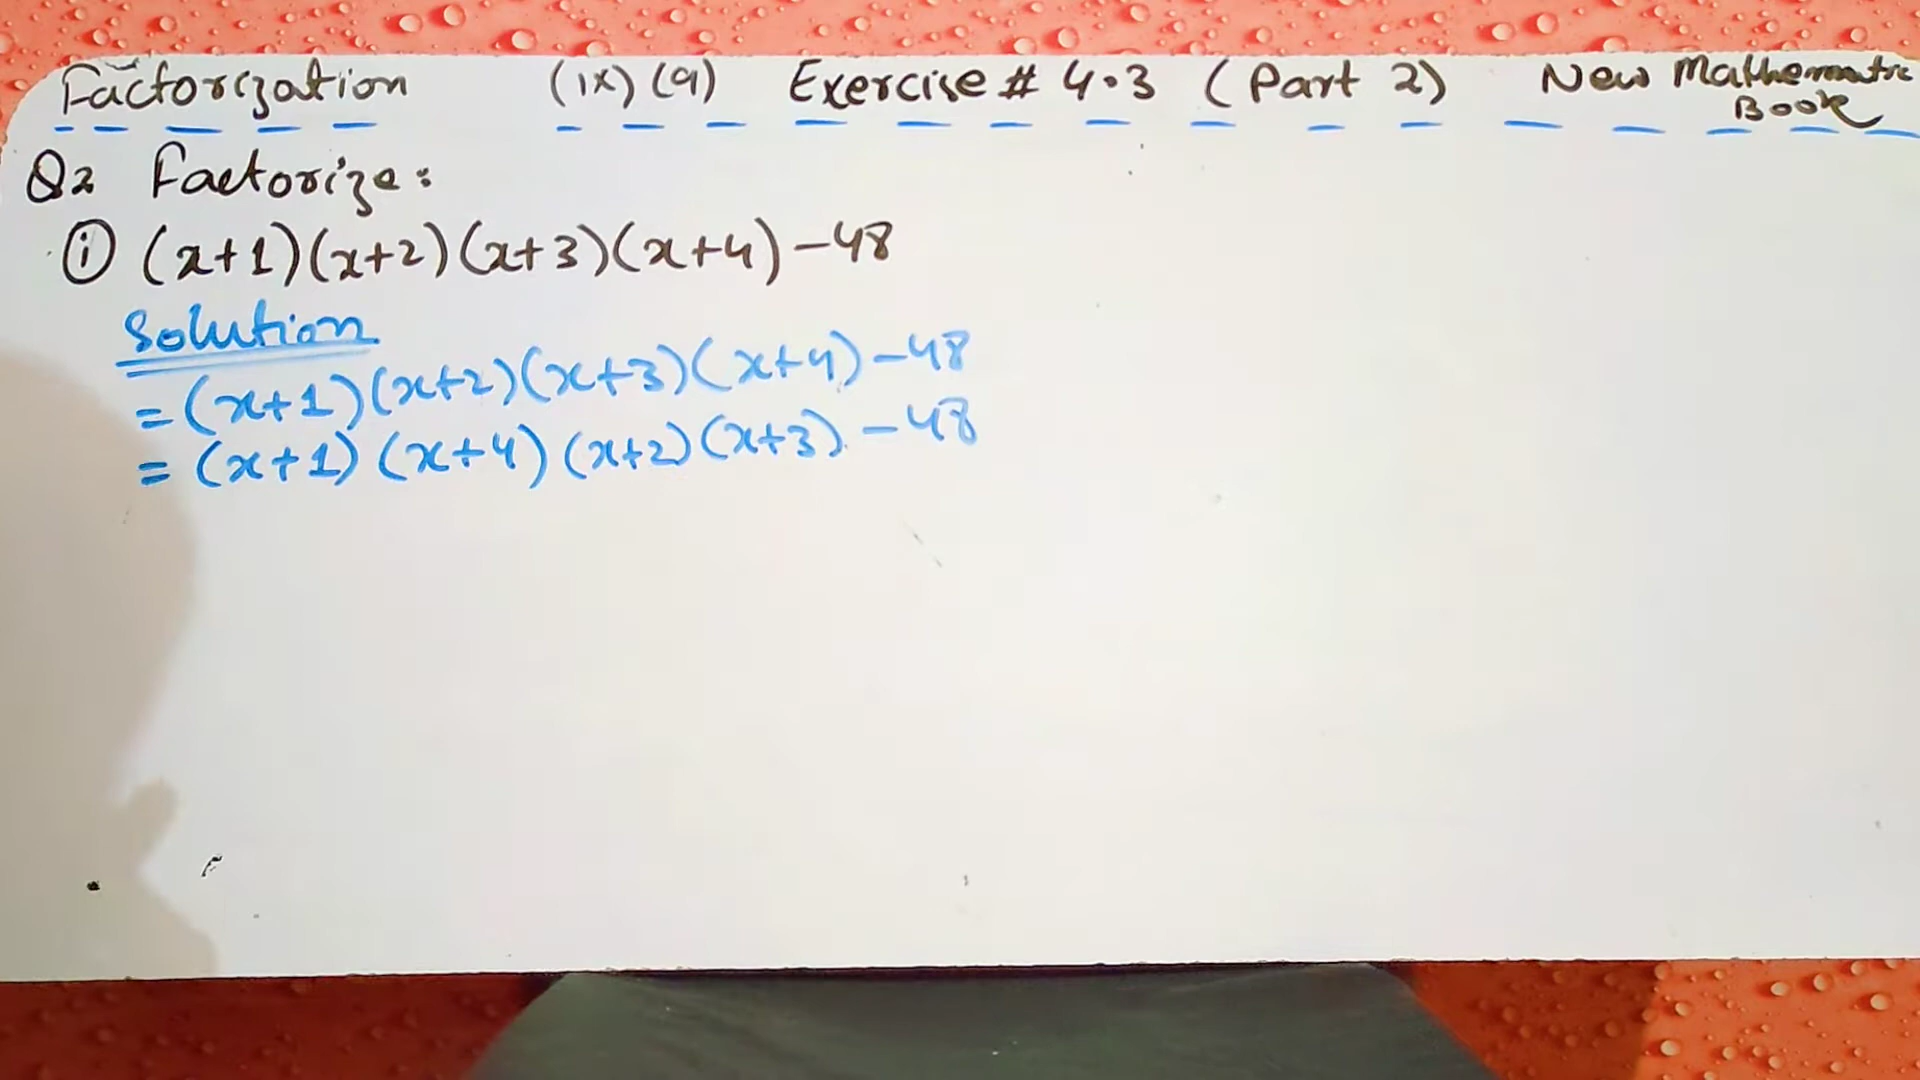 Factorization (IX) (9) Exercise # 4.3 (Part 2) New Mathematic Book
Q2 Factorize:
(i) (x+1)(x+2)(x+3)(x+4)-48
Solution
= (x+1)(x+2)(x+3)(x+4)-48
= (x+1)(x+4)(x+2)(x+3)-48